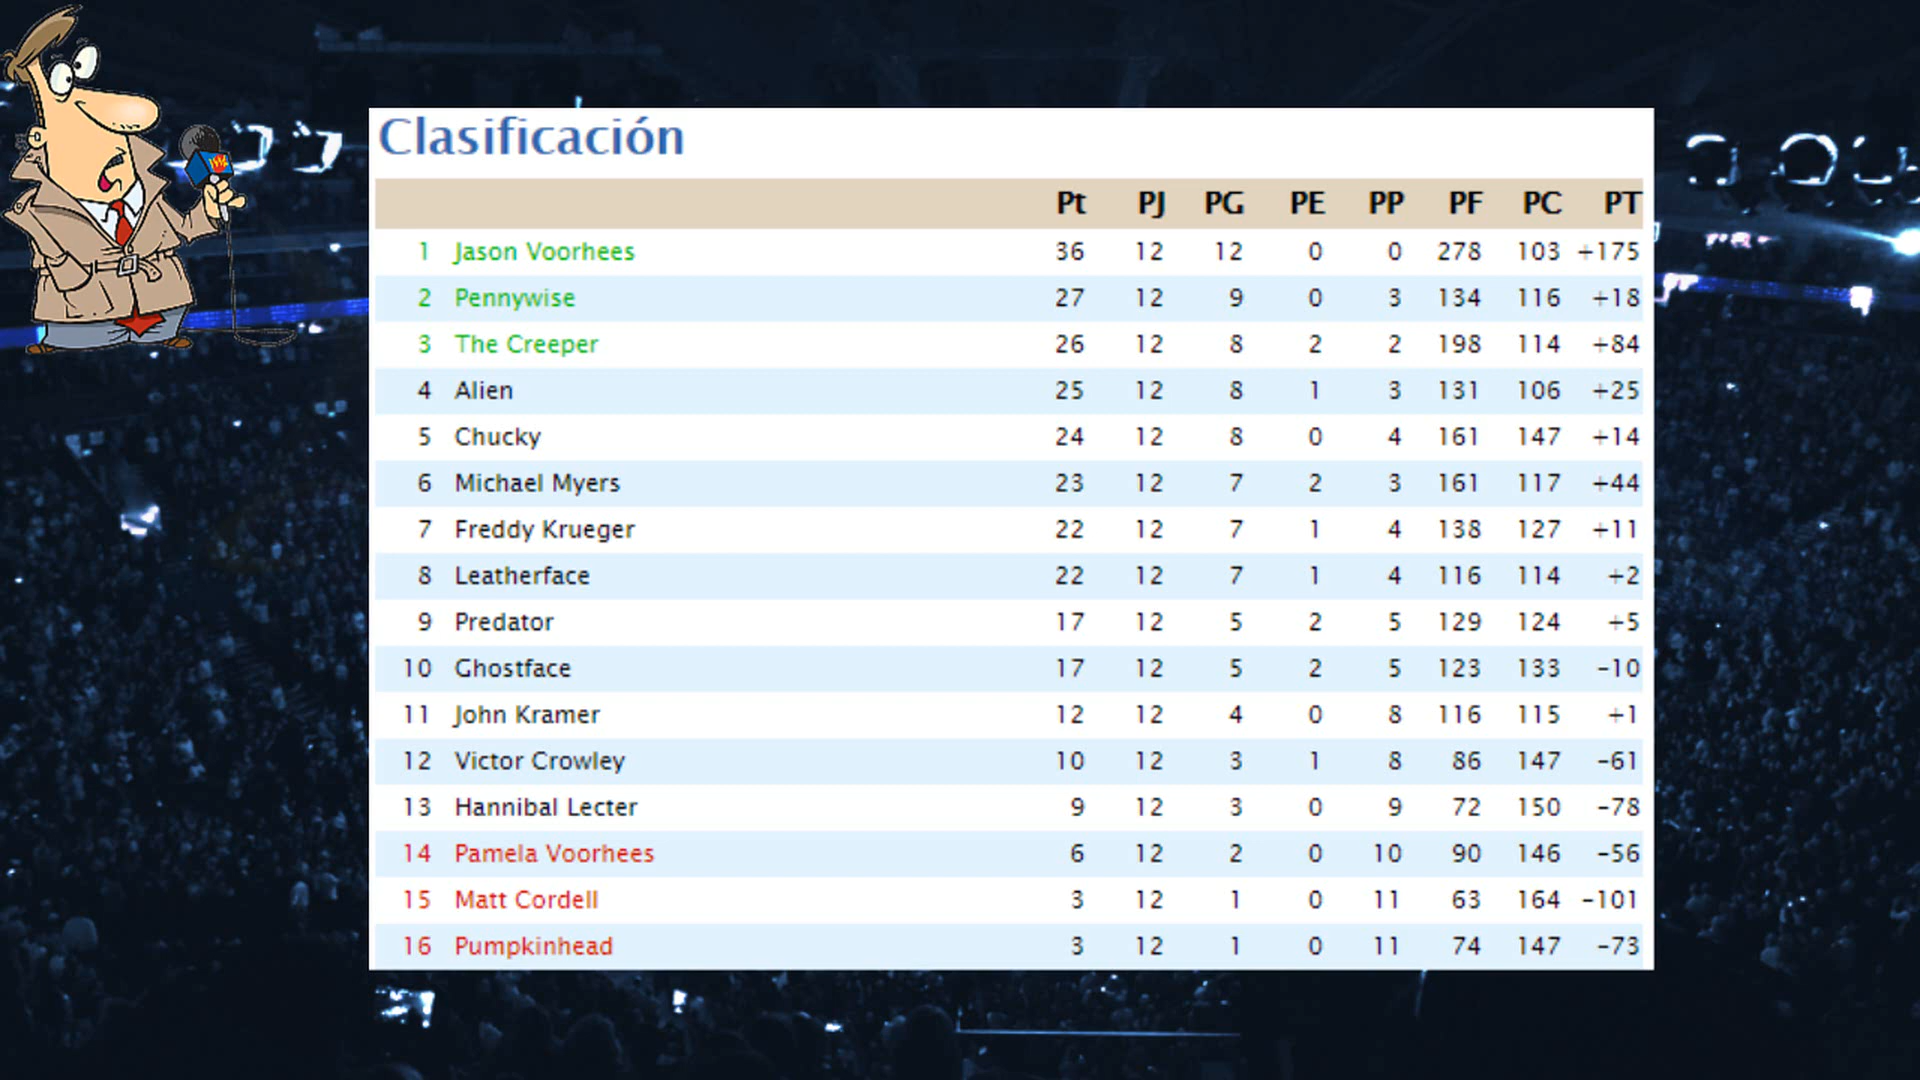 Clasificación
Pt PJ PG PE PP PF PC PT
1 Jason Voorhees 36 12 12 0 0 278 103 +175
2 Pennywise 27 12 9 0 3 134 116 +18
3 The Creeper 26 12 8 2 2 198 114 +84
4 Alien 25 12 8 1 3 131 106 +25
5 Chucky 24 12 8 0 4 161 147 +14
6 Michael Myers 23 12 7 2 3 161 117 +44
7 Freddy Krueger 22 12 7 1 4 138 127 +11
8 Leatherface 22 12 7 1 4 116 114 +2
9 Predator 17 12 5 2 5 129 124 +5
10 Ghostface 17 12 5 2 5 123 133 -10
11 John Kramer 12 12 4 0 8 116 115 +1
12 Victor Crowley 10 12 3 1 8 86 147 -61
13 Hannibal Lecter 9 12 3 0 9 72 150 -78
14 Pamela Voorhees 6 12 2 0 10 90 146 -56
15 Matt Cordell 3 12 1 0 11 63 164 -101
16 Pumpkinhead 3 12 1 0 11 74 147 -73